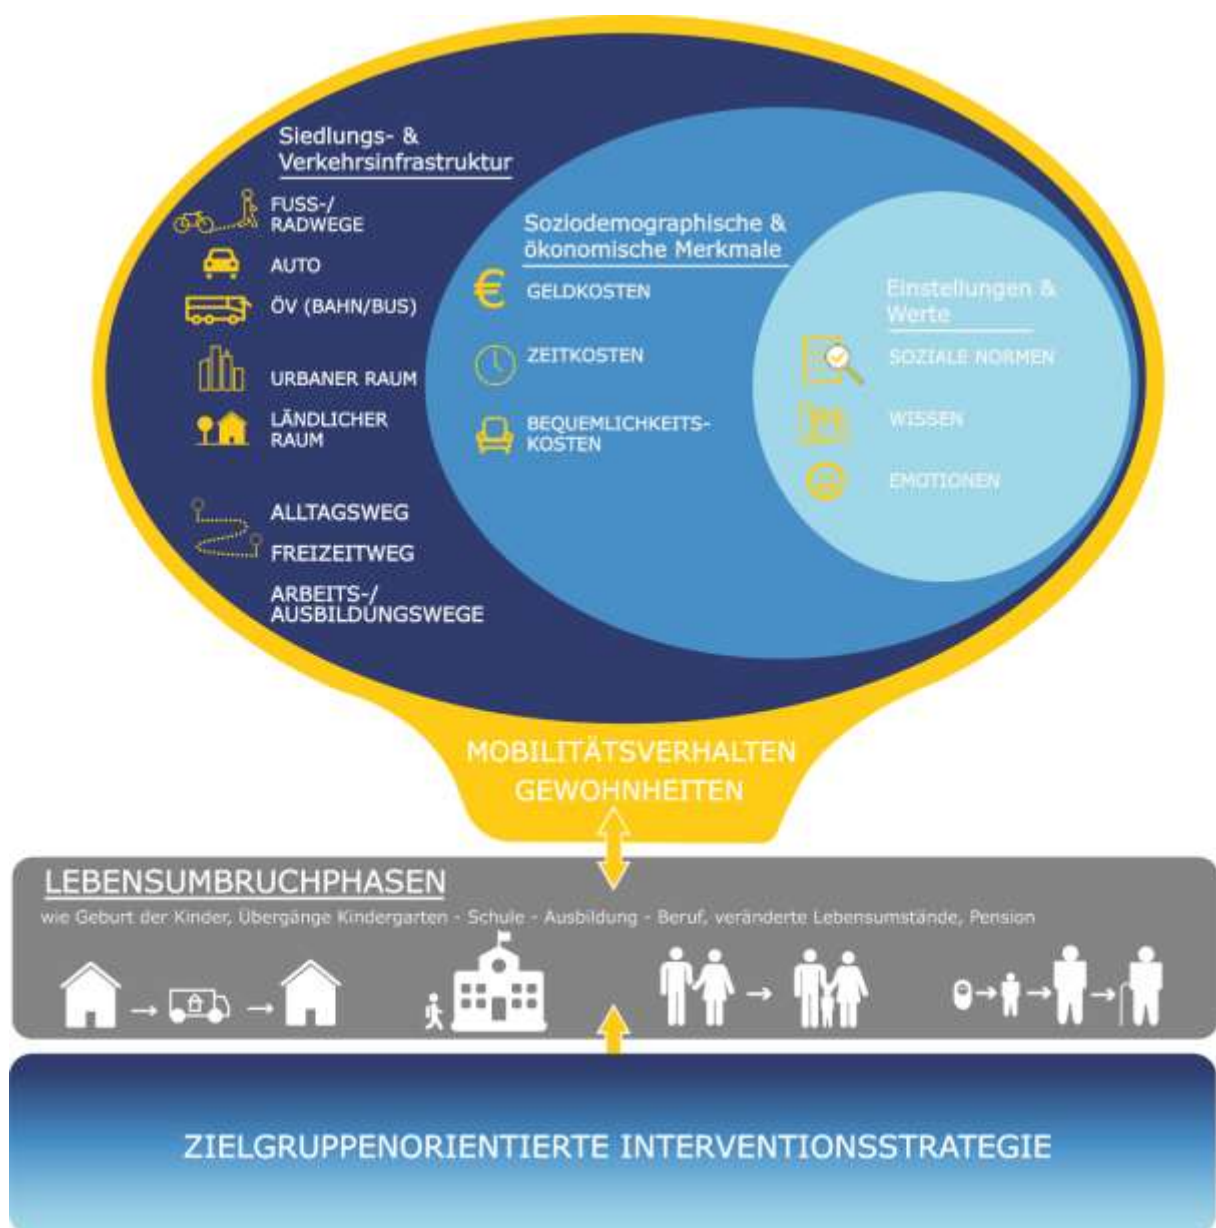 Siedlungs- &
Verkehrsinfrastruktur
FUSS-/
RADWEGE
AUTO
ÖV (BAHN/BUS)
URBANER RAUM
LÄNDLICHER
RAUM
ALLTAGSWEG
FREIZEITWEG
ARBEITS-/
AUSBILDUNGSWEGE
Soziodemographische &
ökonomische Merkmale
€
GELDKOSTEN
ZEITKOSTEN
BEQUEMLICHKEITS-
KOSTEN
Einstellungen &
Werte
SOZIALE NORMEN
WISSEN
EMOTIONEN
MOBILITÄTSVERHALTEN
GEWOHNHEITEN
LEBENSUMBRUCHPHASEN
wie Geburt der Kinder, Übergänge Kindergarten - Schule - Ausbildung - Beruf, veränderte Lebensumstände, Pension
ZIELGRUPPENORIENTIERTE INTERVENTIONSSTRATEGIE